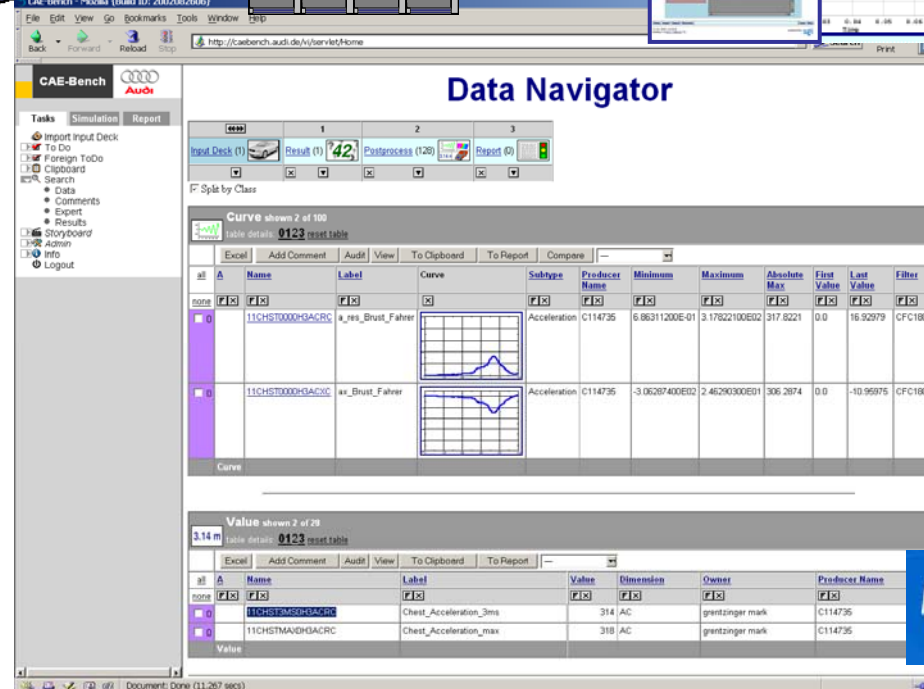 CAE-Bench - Mozilla {Build ID: 2002082606}
File Edit View Go Bookmarks Tools Window Help
Back Forward Reload Stop http://caebench.audi.de/vi/servlet/Home Search Print
Time
CAE-Bench Audi
Data Navigator
Tasks Simulation Report
Import Input Deck
To Do
Foreign ToDo
Clipboard
Search
Data
Comments
Expert
Results
Storyboard
Admin
Info
Logout
1 2 3
Input Deck (1) Result (1) 42 Postprocess (128) Report (0)
Split by Class
Curve shown 2 of 100
table details: 0123 reset table
Excel Add Comment Audit View To Clipboard To Report Compare
all A Name Label Curve Subtype Producer Name Minimum Maximum Absolute Max First Value Last Value Filter
none F X F X F X X F X F X F X F X F X F X F X F X
0 11CHST0000H3ACRC a_res_Brust_Fahrer Acceleration C114735 6.86311200E-01 3.17822100E02 317.8221 0.0 16.92979 CFC180
0 11CHST0000H3ACXC ax_Brust_Fahrer Acceleration C114735 -3.06287400E02 2.46290300E01 306.2874 0.0 -10.95975 CFC180
Curve
Value shown 2 of 28
3.14 m table details: 0123 reset table
Excel Add Comment Audit View To Clipboard To Report
all A Name Label Value Dimension Owner Producer Name
none F X F X F X F X F X F X F X
0 11CHST3MS0H3ACRC Chest_Acceleration_3ms 314 AC grentzinger mark C114735
0 11CHSTMAX0H3ACRC Chest_Acceleration_max 318 AC grentzinger mark C114735
Value
Document: Done (11.267 secs)